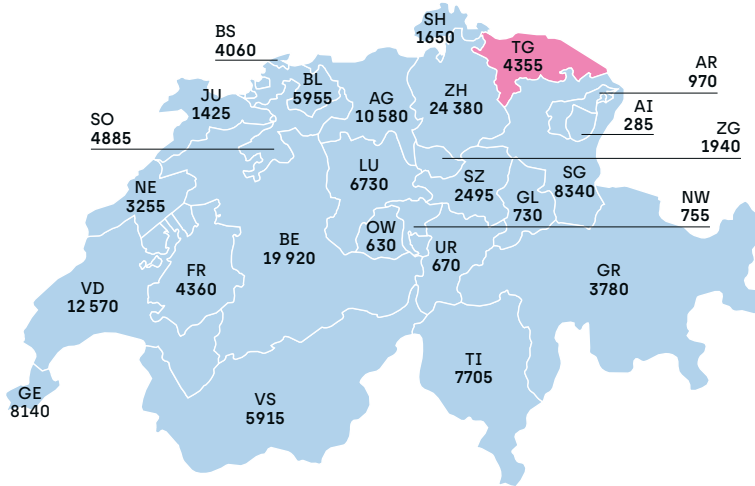 SH
1650
BS
4060
TG
4355
AR
970
BL
5955
JU
1425
AG
10 580
ZH
24 380
AI
285
SO
4885
ZG
1940
LU
6730
SZ
2495
SG
8340
NE
3255
GL
730
NW
755
OW
630
BE
19 920
UR
670
FR
4360
GR
3780
VD
12 570
TI
7705
GE
8140
VS
5915